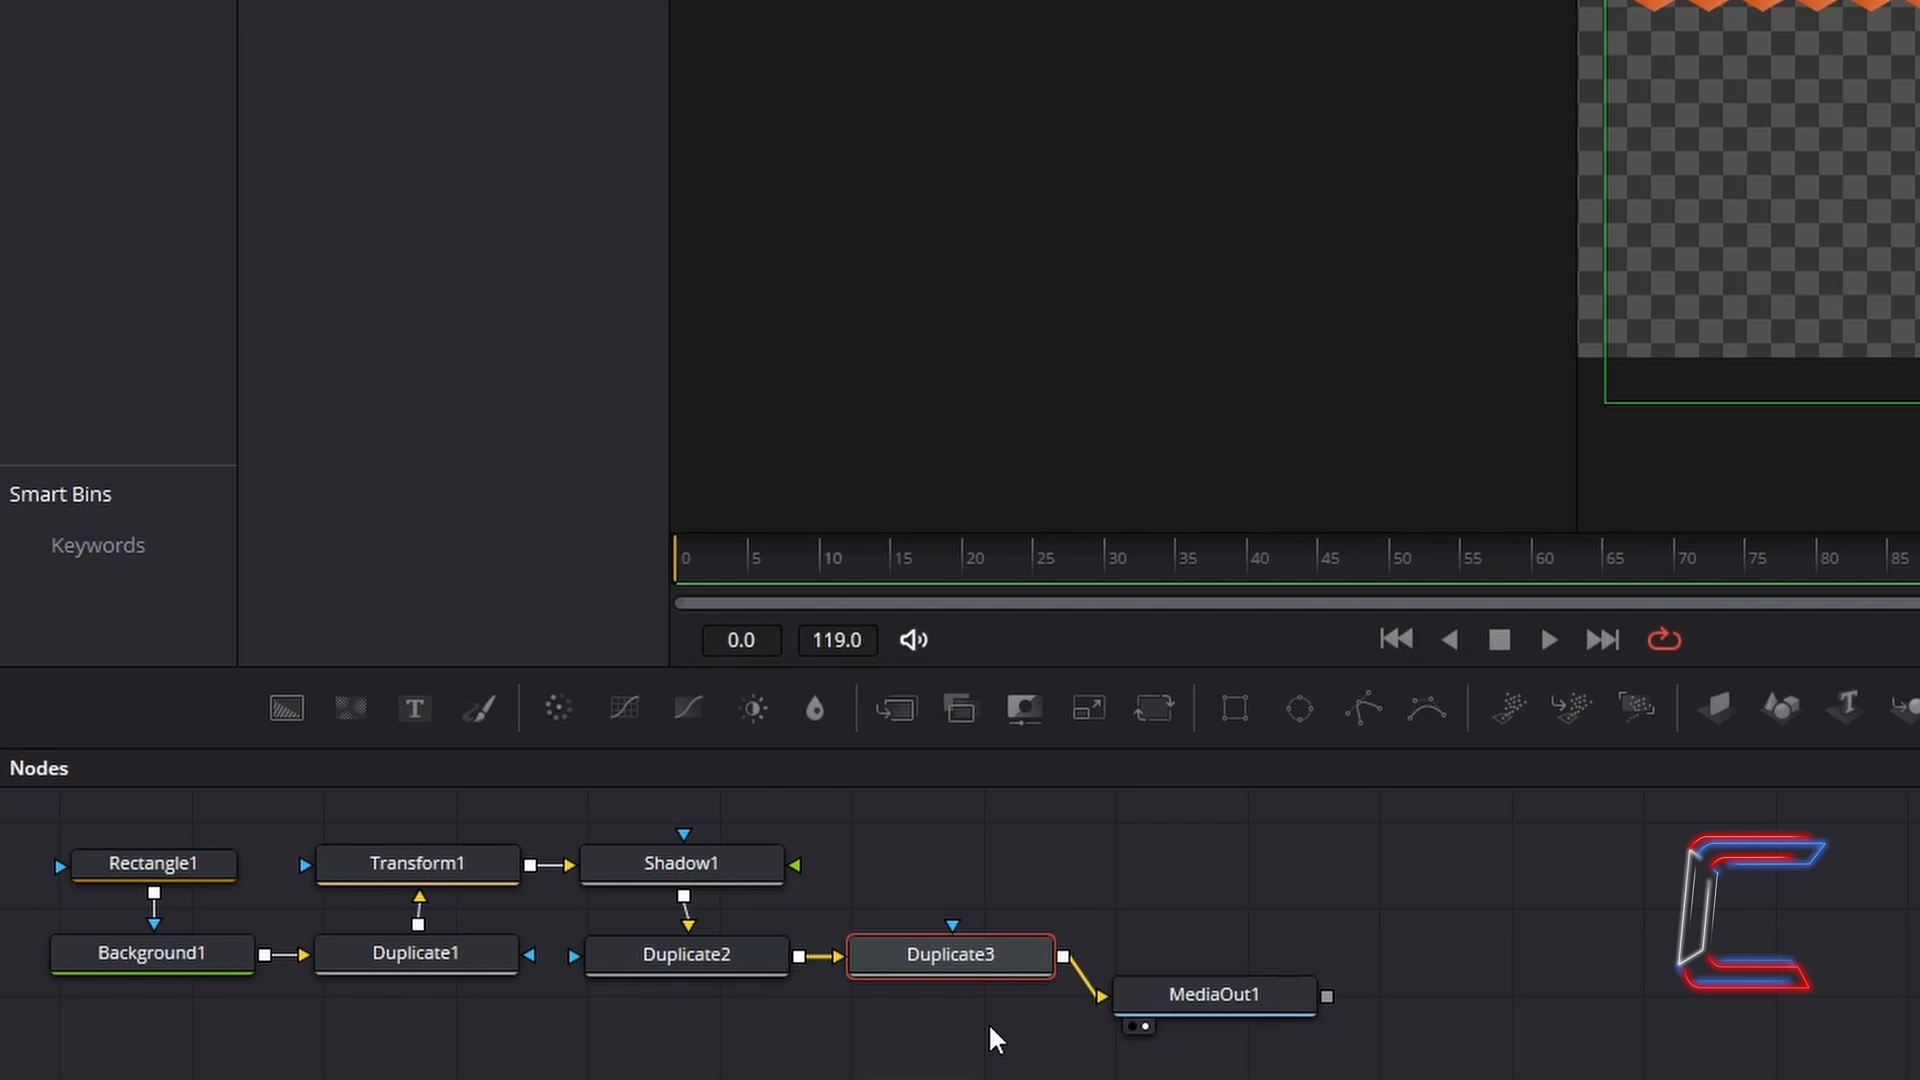 Smart Bins
Keywords
0 5 10 15 20 25 30 35 40 45 50 55 60 65 70 75 80 85
0.0 119.0
T
T
Nodes
Rectangle1 Transform1 Shadow1
Background1 Duplicate1 Duplicate2 Duplicate3
MediaOut1